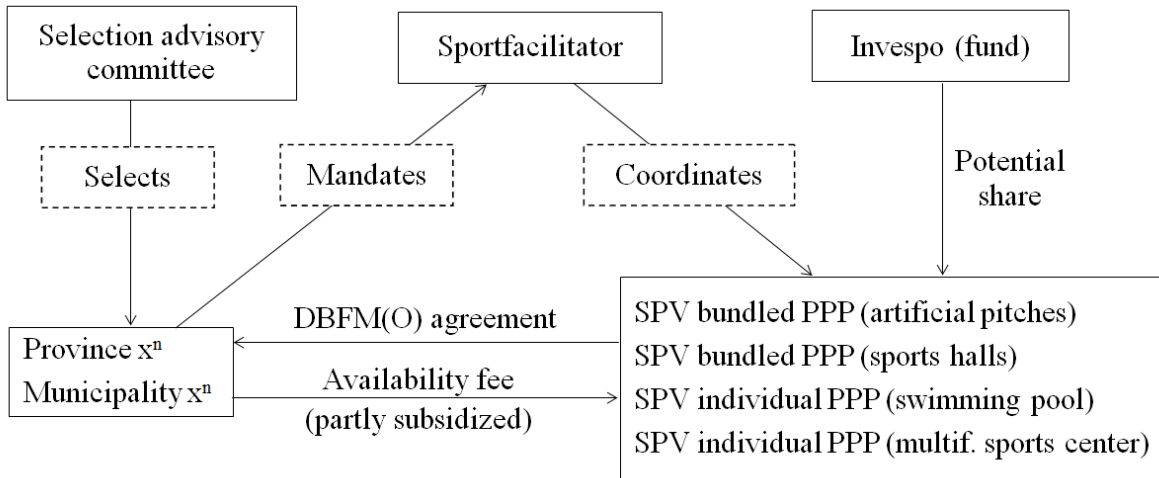 Selection advisory
committee
Sportfacilitator
Invespo (fund)
Selects
Mandates
Coordinates
Potential
share
DBFM(O) agreement
Province xⁿ
Municipality xⁿ
Availability fee
(partly subsidized)
SPV bundled PPP (artificial pitches)
SPV bundled PPP (sports halls)
SPV individual PPP (swimming pool)
SPV individual PPP (multif. sports center)